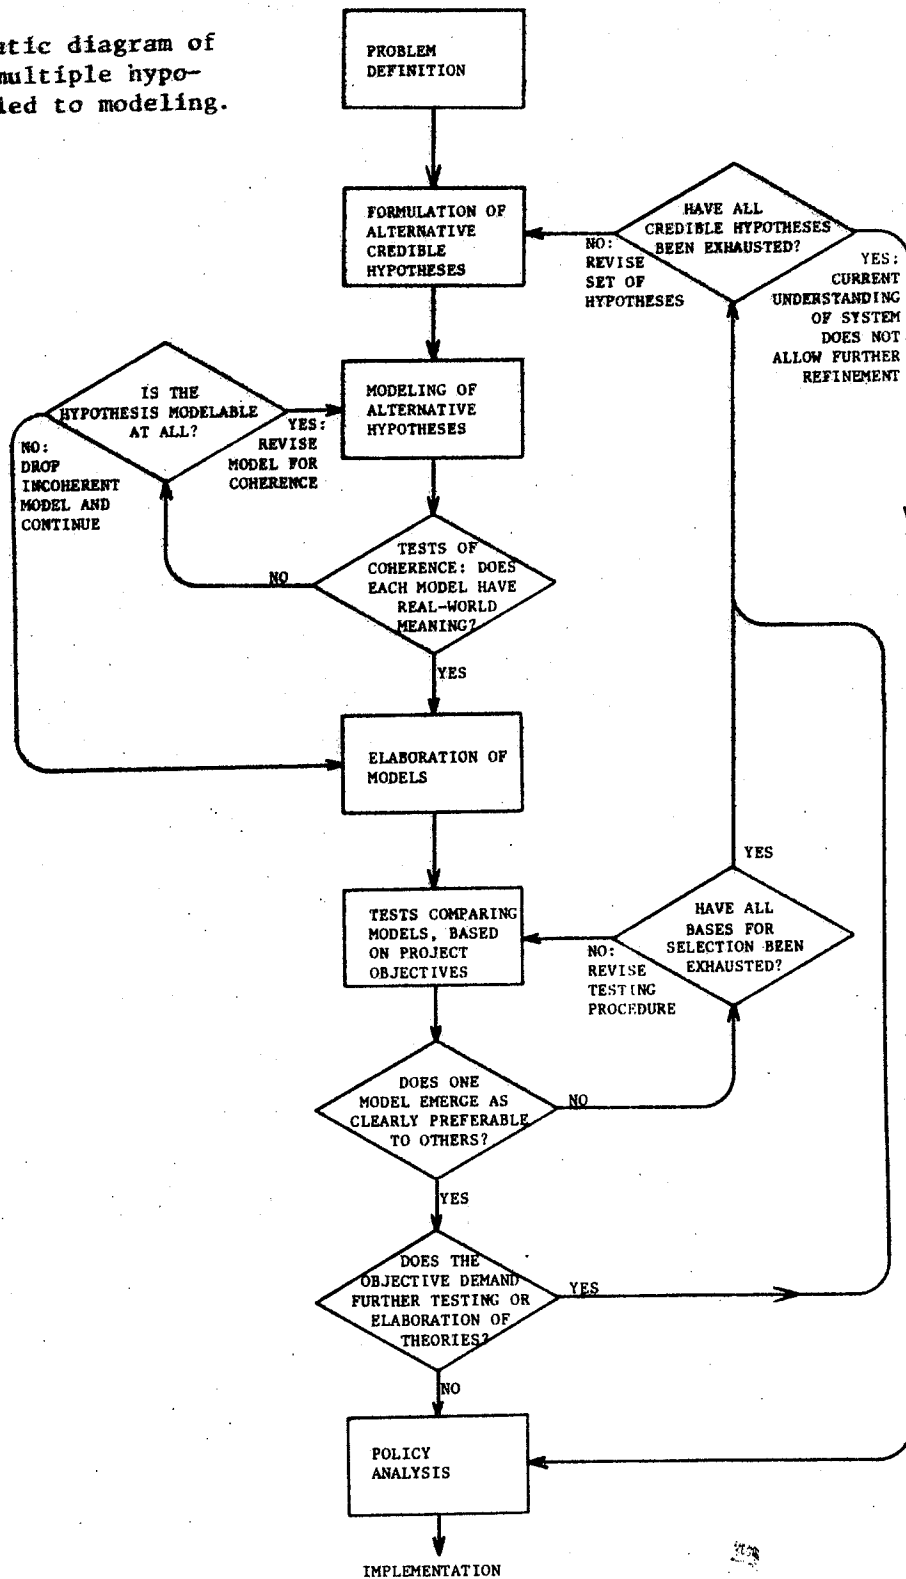 atic diagram of
multiple hypo-
led to modeling.
PROBLEM
DEFINITION
FORMULATION OF
ALTERNATIVE
CREDIBLE
HYPOTHESES
HAVE ALL
CREDIBLE HYPOTHESES
BEEN EXHAUSTED?
NO:
REVISE
SET OF
HYPOTHESES
YES:
CURRENT
UNDERSTANDING
OF SYSTEM
DOES NOT
ALLOW FURTHER
REFINEMENT
MODELING OF
ALTERNATIVE
HYPOTHESES
IS THE
HYPOTHESIS MODELABLE
AT ALL?
YES:
REVISE
MODEL FOR
COHERENCE
NO:
DROP
INCOHERENT
MODEL AND
CONTINUE
TESTS OF
COHERENCE: DOES
EACH MODEL HAVE
REAL-WORLD
MEANING?
NO
YES
ELABORATION OF
MODELS
TESTS COMPARING
MODELS, BASED
ON PROJECT
OBJECTIVES
YES
HAVE ALL
BASES FOR
SELECTION BEEN
EXHAUSTED?
NO:
REVISE
TESTING
PROCEDURE
DOES ONE
MODEL EMERGE AS
CLEARLY PREFERABLE
TO OTHERS?
NO
YES
DOES THE
OBJECTIVE DEMAND
FURTHER TESTING OR
ELABORATION OF
THEORIES?
YES
NO
POLICY
ANALYSIS
IMPLEMENTATION